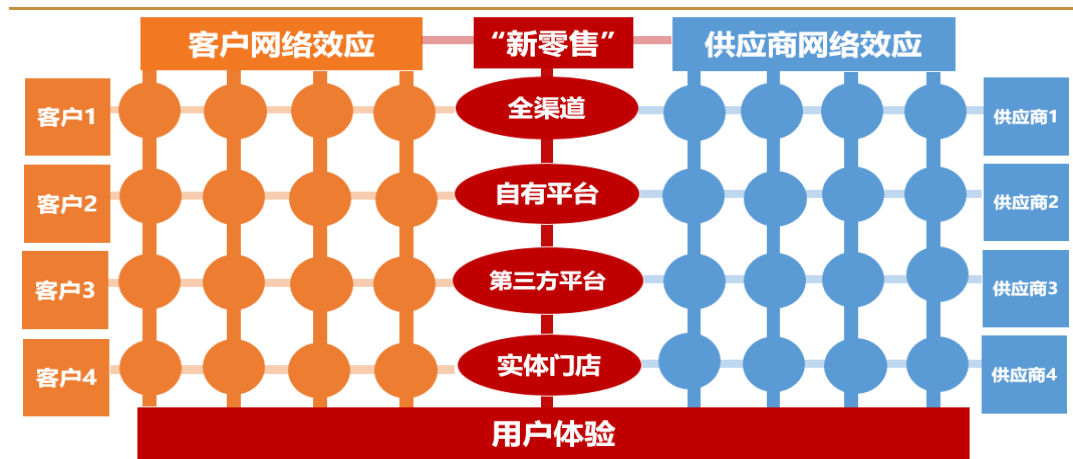 客户网络效应
“新零售”
供应商网络效应
客户1
全渠道
供应商1
客户2
自有平台
供应商2
客户3
第三方平台
供应商3
客户4
实体门店
供应商4
用户体验